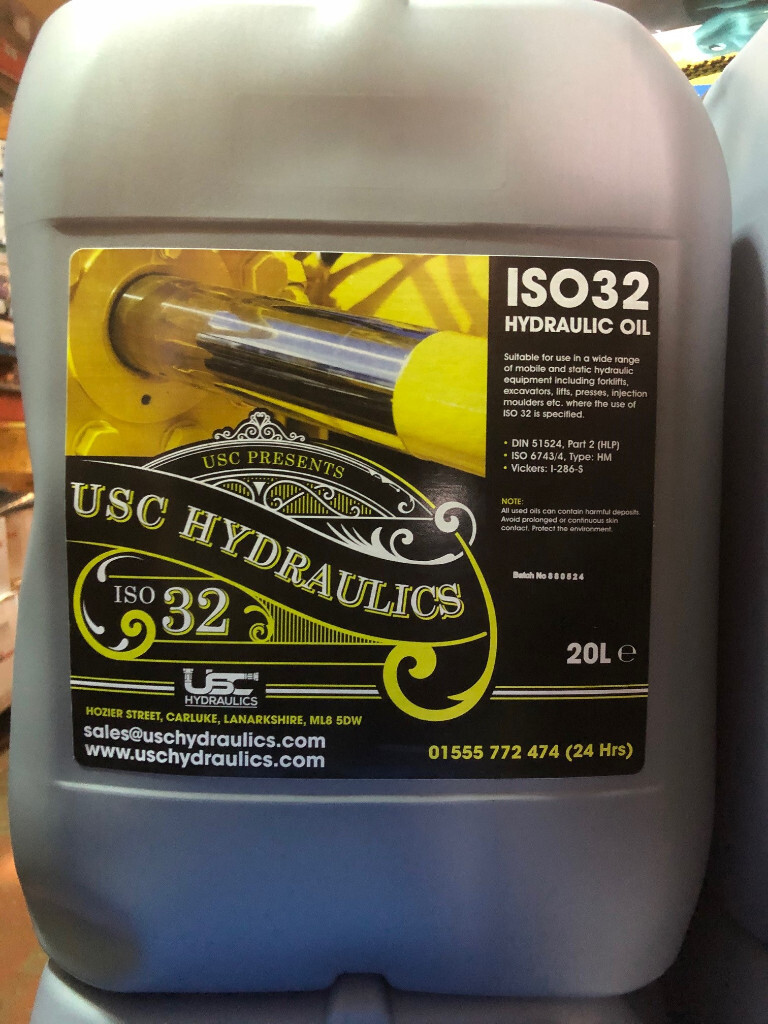 ISO32
HYDRAULIC OIL
Suitable for use in a wide range
of mobile and static hydraulic
equipment including forklifts,
excavators, lifts, presses, injection
moulders etc. where the use of
ISO 32 is specified.
• DIN 51524, Part 2 (HLP)
• ISO 6743/4, Type: HM
• Vickers: I-286-S
NOTE:
All used oils can contain harmful deposits.
Avoid prolonged or continuous skin
contact. Protect the environment.
Batch No
20L e
USC PRESENTS
USC HYDRAULICS
ISO 32
USC
HYDRAULICS
HOZIER STREET, CARLUKE, LANARKSHIRE, ML8 5DW
sales@uschydraulics.com
www.uschydraulics.com
01555 772 474 (24 Hrs)